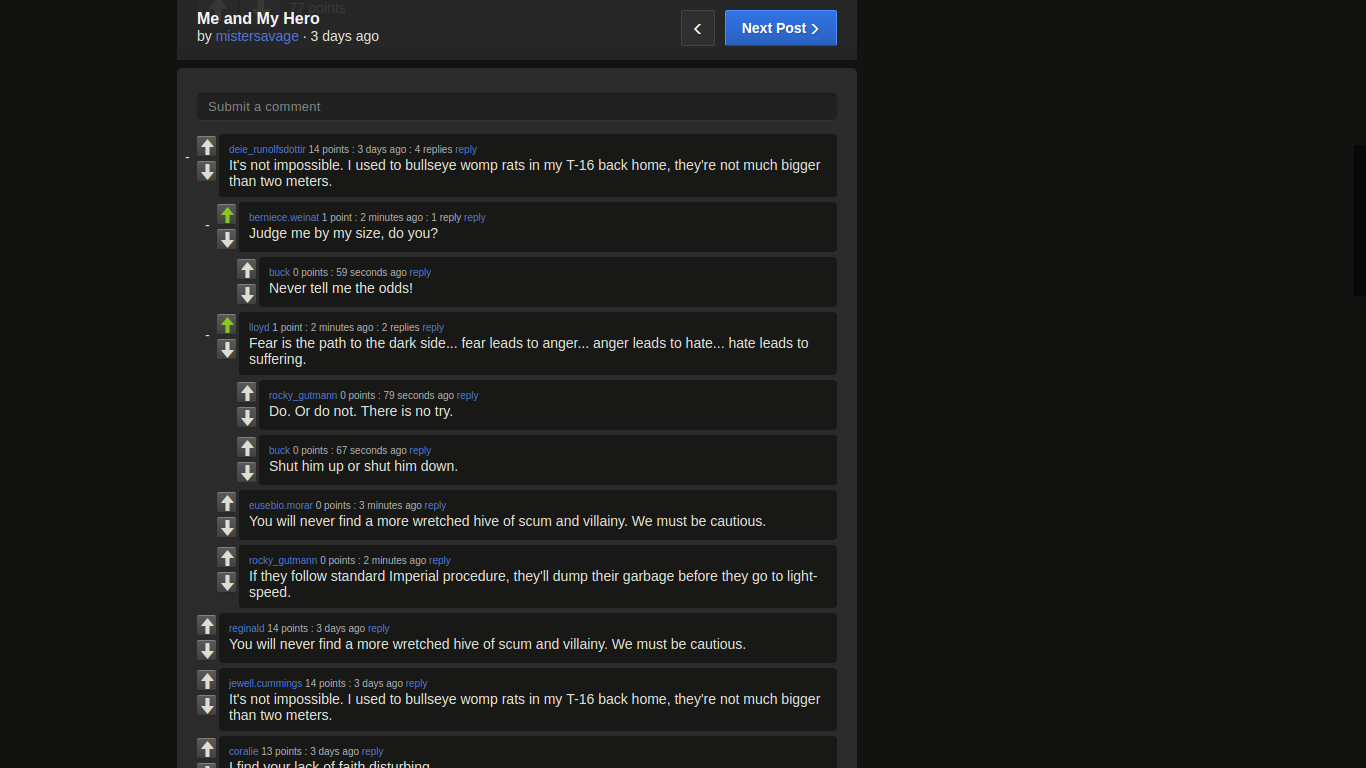 77 points
Me and My Hero
by mistersavage · 3 days ago
Next Post
Submit a comment
- deie_runolfsdottir 14 points : 3 days ago : 4 replies reply
It's not impossible. I used to bullseye womp rats in my T-16 back home, they're not much bigger
than two meters.
- berniece.weinat 1 point : 2 minutes ago : 1 reply reply
Judge me by my size, do you?
buck 0 points : 59 seconds ago reply
Never tell me the odds!
- lloyd 1 point : 2 minutes ago : 2 replies reply
Fear is the path to the dark side... fear leads to anger... anger leads to hate... hate leads to
suffering.
rocky_gutmann 0 points : 79 seconds ago reply
Do. Or do not. There is no try.
buck 0 points : 67 seconds ago reply
Shut him up or shut him down.
eusebio.morar 0 points : 3 minutes ago reply
You will never find a more wretched hive of scum and villainy. We must be cautious.
rocky_gutmann 0 points : 2 minutes ago reply
If they follow standard Imperial procedure, they'll dump their garbage before they go to light-
speed.
reginald 14 points : 3 days ago reply
You will never find a more wretched hive of scum and villainy. We must be cautious.
jewell.cummings 14 points : 3 days ago reply
It's not impossible. I used to bullseye womp rats in my T-16 back home, they're not much bigger
than two meters.
coralie 13 points : 3 days ago reply
I find your lack of faith disturbing.